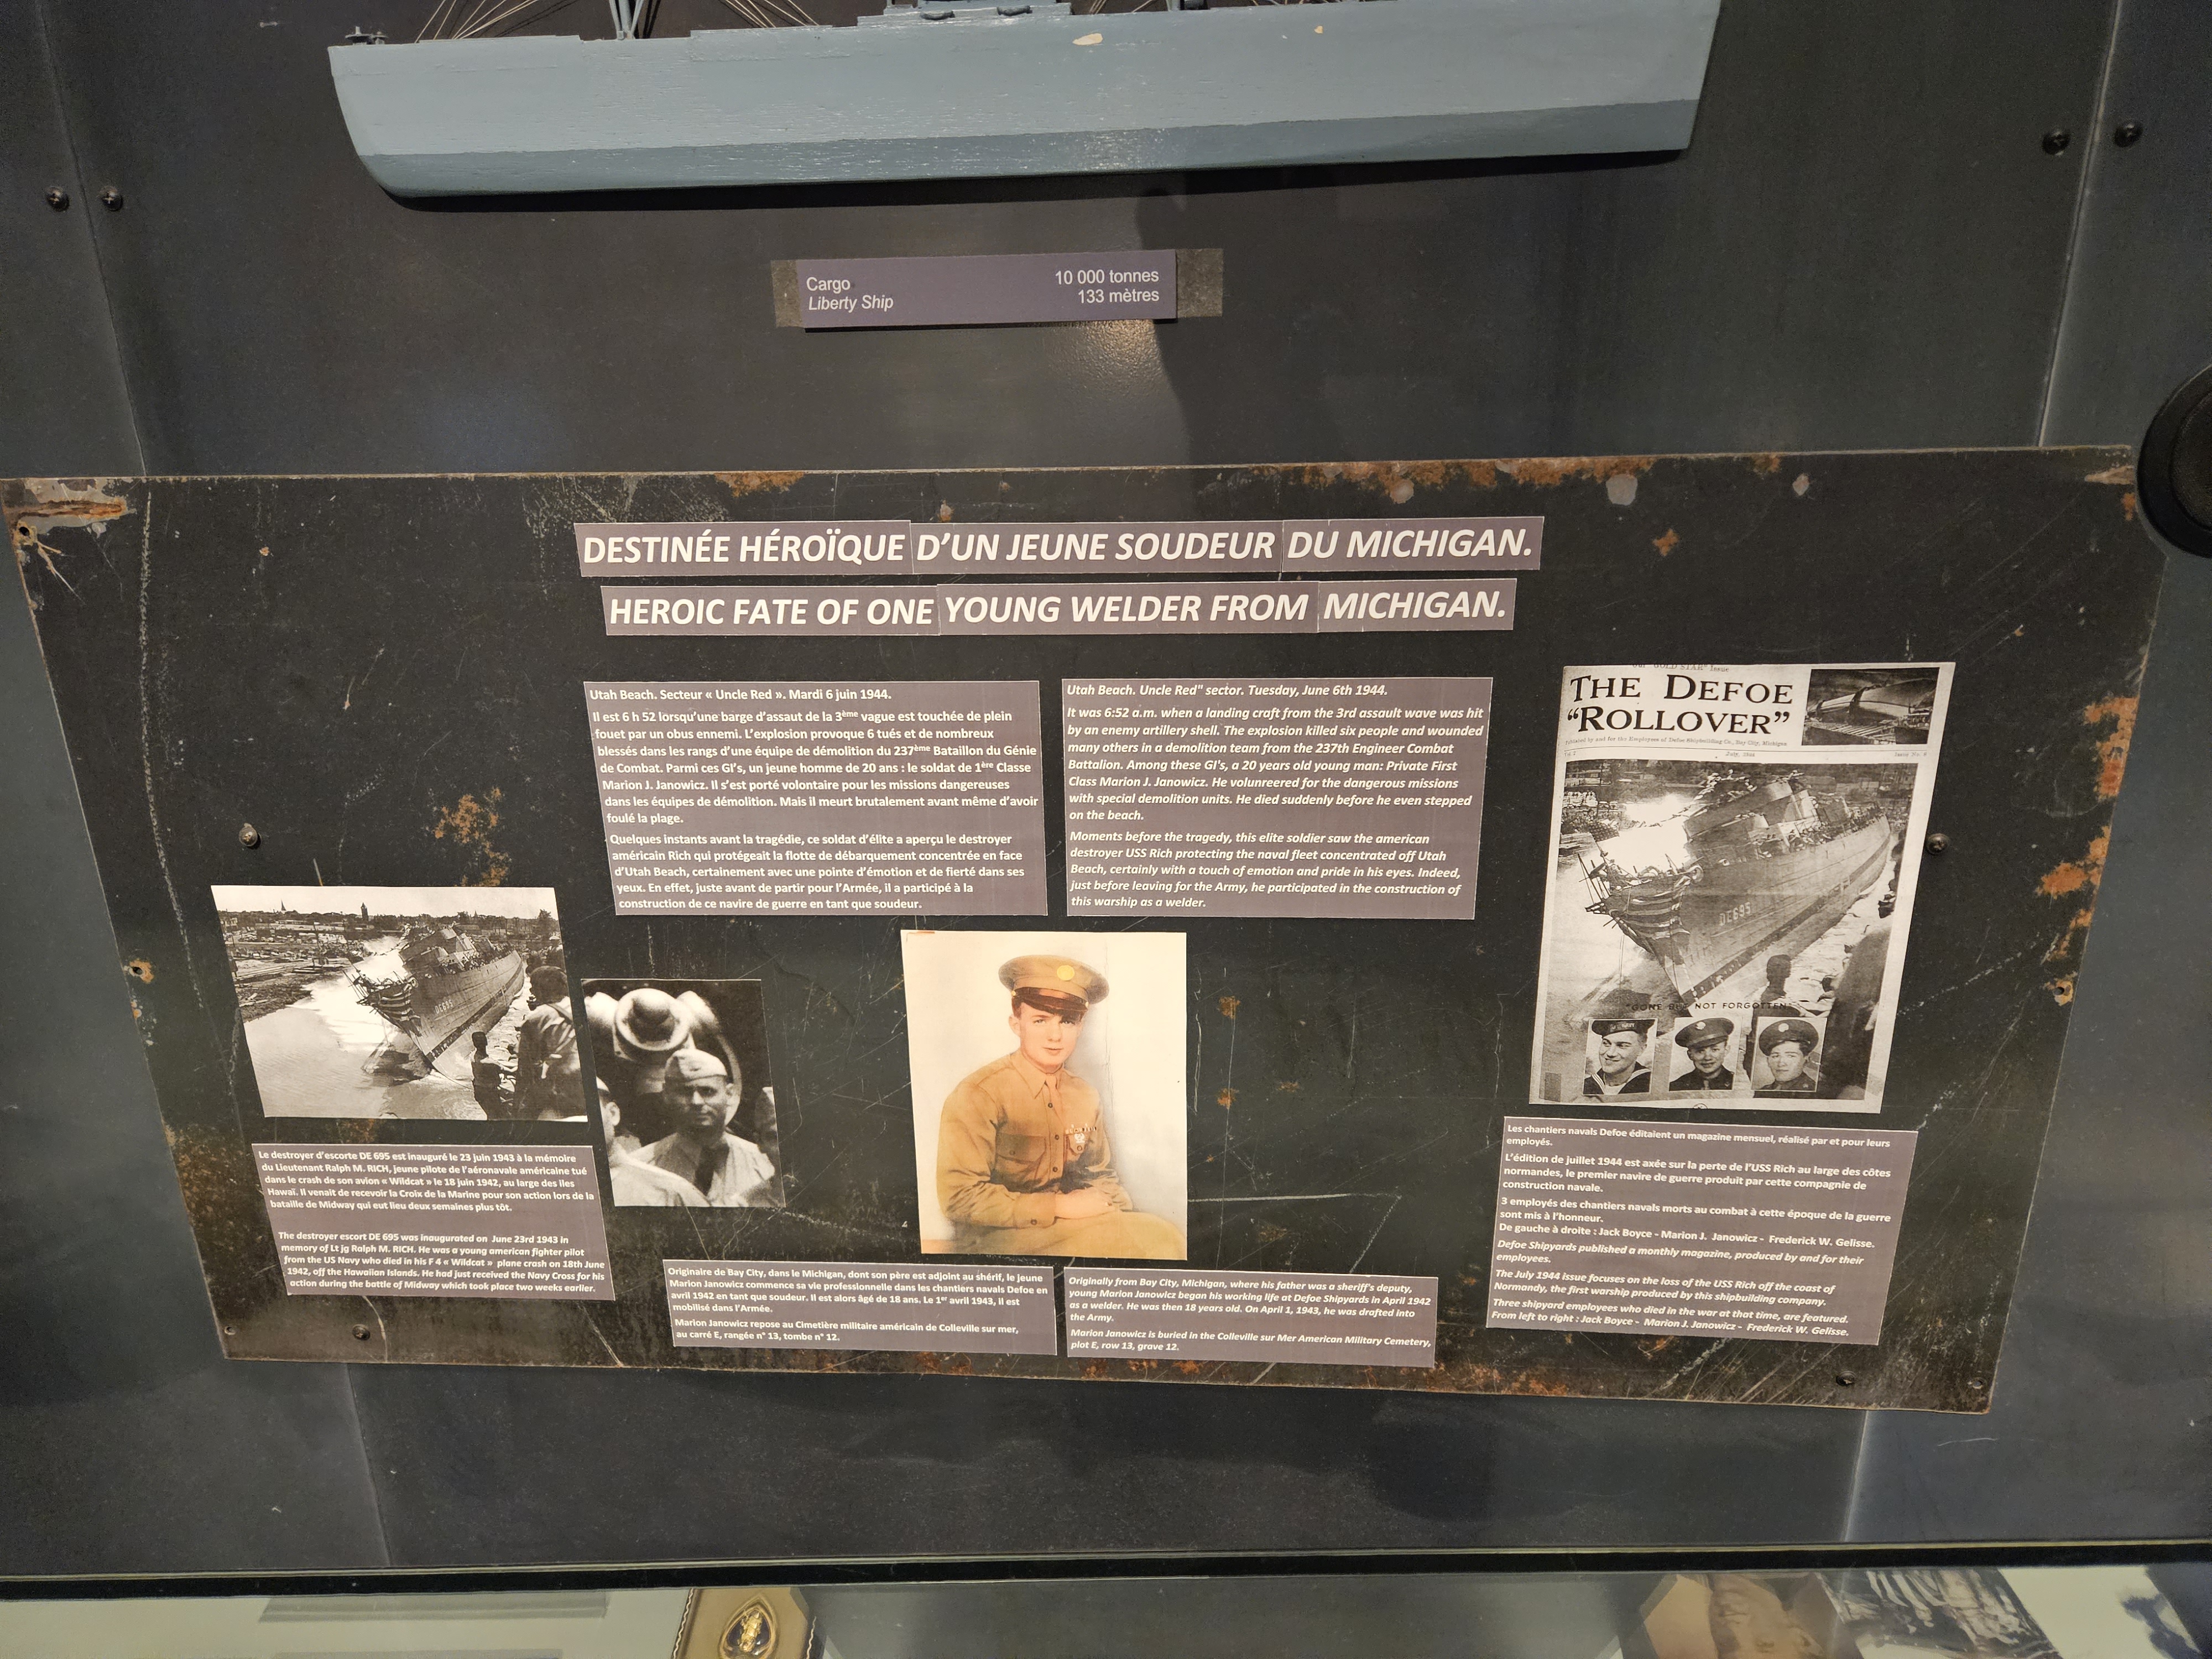 Cargo
Liberty Ship
10 000 tonnes
133 mètres
DESTINÉE HÉROÏQUE D'UN JEUNE SOUDEUR DU MICHIGAN.
HEROIC FATE OF ONE YOUNG WELDER FROM MICHIGAN.
Utah Beach. Secteur « Uncle Red ». Mardi 6 juin 1944.
Il est 6 h 52 lorsqu'une barge d'assaut de la 3ème vague est touchée de plein
fouet par un obus ennemi. L'explosion provoque 6 tués et de nombreux
blessés dans les rangs d'une équipe de démolition du 237ème Bataillon du Génie
de Combat. Parmi ces GI's, un jeune homme de 20 ans : le soldat de 1ère Classe
Marion J. Janowicz. Il s'est porté volontaire pour les missions dangereuses
dans les équipes de démolition. Mais il meurt brutalement avant même d'avoir
foulé la plage.
Quelques instants avant la tragédie, ce soldat d'élite a aperçu le destroyer
américain Rich qui protégeait la flotte de débarquement concentrée en face
d'Utah Beach, certainement avec une pointe d'émotion et de fierté dans ses
yeux. En effet, juste avant de partir pour l'Armée, il a participé à la
construction de ce navire de guerre en tant que soudeur.
Utah Beach. Uncle Red" sector. Tuesday, June 6th 1944.
It was 6:52 a.m. when a landing craft from the 3rd assault wave was hit
by an enemy artillery shell. The explosion killed six people and wounded
many others in a demolition team from the 237th Engineer Combat
Battalion. Among these GI's, a 20 years old young man: Private First
Class Marion J. Janowicz. He volunreered for the dangerous missions
with special demolition units. He died suddenly before he even stepped
on the beach.
Moments before the tragedy, this elite soldier saw the american
destroyer USS Rich protecting the naval fleet concentrated off Utah
Beach, certainly with a touch of emotion and pride in his eyes. Indeed,
just before leaving for the Army, he participated in the construction of
this warship as a welder.
"GOLD STAR" Issue
THE DEFOE
"ROLLOVER"
Published by and for the Employees of Defoe Shipbuilding Co., Bay City, Michigan
July, 1944
DE695
"GONE BUT NOT FORGOTTEN"
DE695
Le destroyer d'escorte DE 695 est inauguré le 23 juin 1943 à la mémoire
du Lieutenant Ralph M. RICH, jeune pilote de l'aéronavale américaine tué
dans le crash de son avion « Wildcat » le 18 juin 1942, au large des Iles
Hawaï. Il venait de recevoir la Croix de la Marine pour son action lors de la
bataille de Midway qui eut lieu deux semaines plus tôt.
The destroyer escort DE 695 was inaugurated on June 23rd 1943 in
memory of Lt jg Ralph M. RICH. He was a young american fighter pilot
from the US Navy who died in his F 4 « Wildcat » plane crash on 18th June
1942, off the Hawaiian Islands. He had just received the Navy Cross for his
action during the battle of Midway which took place two weeks earlier.
Originaire de Bay City, dans le Michigan, dont son père est adjoint au shérif, le jeune
Marion Janowicz commence sa vie professionnelle dans les chantiers navals Defoe en
avril 1942 en tant que soudeur. Il est alors âgé de 18 ans. Le 1er avril 1943, il est
mobilisé dans l'Armée.
Marion Janowicz repose au Cimetière militaire américain de Colleville sur mer,
au carré E, rangée n° 13, tombe n° 12.
Originally from Bay City, Michigan, where his father was a sheriff's deputy,
young Marion Janowicz began his working life at Defoe Shipyards in April 1942
as a welder. He was then 18 years old. On April 1, 1943, he was drafted into
the Army.
Marion Janowicz is buried in the Colleville sur Mer American Military Cemetery,
plot E, row 13, grave 12.
Les chantiers navals Defoe éditaient un magazine mensuel, réalisé par et pour leurs
employés.
L'édition de juillet 1944 est axée sur la perte de l'USS Rich au large des côtes
normandes, le premier navire de guerre produit par cette compagnie de
construction navale.
3 employés des chantiers navals morts au combat à cette époque de la guerre
sont mis à l'honneur.
De gauche à droite : Jack Boyce - Marion J. Janowicz - Frederick W. Gelisse.
Defoe Shipyards published a monthly magazine, produced by and for their
employees.
The July 1944 issue focuses on the loss of the USS Rich off the coast of
Normandy, the first warship produced by this shipbuilding company.
Three shipyard employees who died in the war at that time, are featured.
From left to right : Jack Boyce - Marion J. Janowicz - Frederick W. Gelisse.